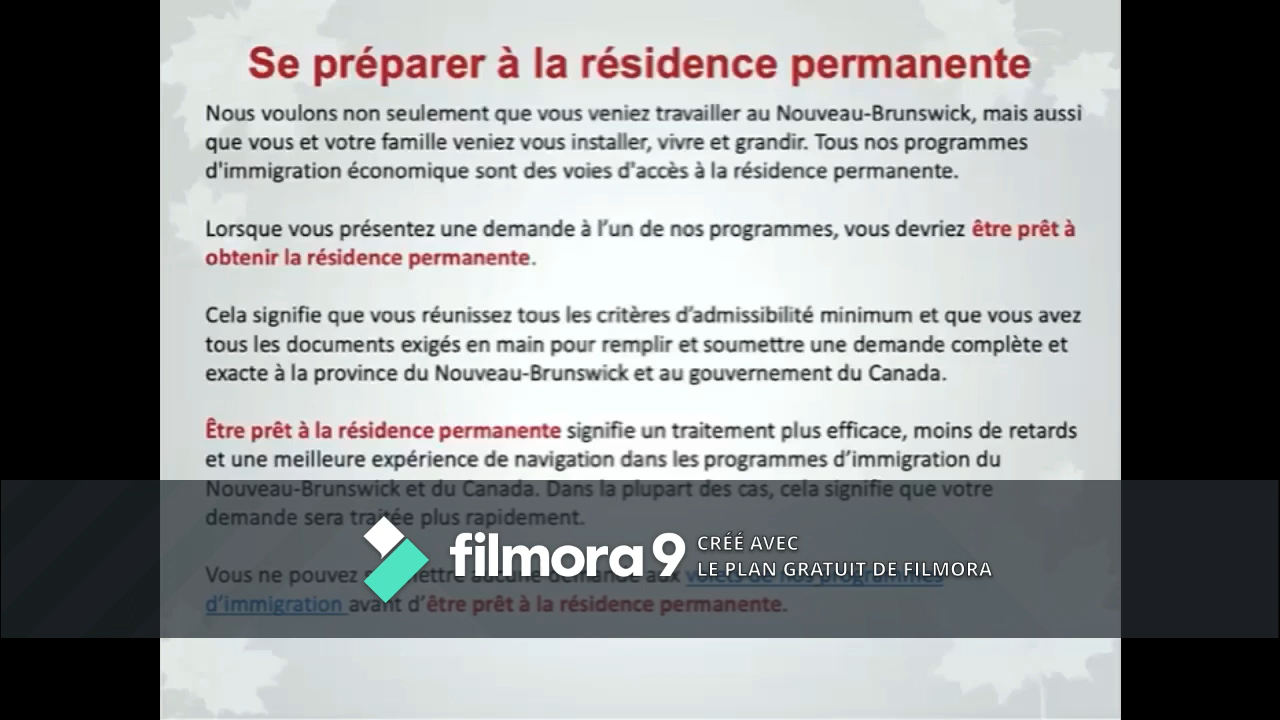 Se préparer à la résidence permanente
Nous voulons non seulement que vous veniez travailler au Nouveau-Brunswick, mais aussi
que vous et votre famille veniez vous installer, vivre et grandir. Tous nos programmes
d'immigration économique sont des voies d'accès à la résidence permanente.
Lorsque vous présentez une demande à l’un de nos programmes, vous devriez être prêt à
obtenir la résidence permanente.
Cela signifie que vous réunissez tous les critères d’admissibilité minimum et que vous avez
tous les documents exigés en main pour remplir et soumettre une demande complète et
exacte à la province du Nouveau-Brunswick et au gouvernement du Canada.
Être prêt à la résidence permanente signifie un traitement plus efficace, moins de retards
et une meilleure expérience de navigation dans les programmes d’immigration du
Nouveau-Brunswick et du Canada. Dans la plupart des cas, cela signifie que votre
demande sera traitée plus rapidement.
filmora9 CRÉÉ AVEC
LE PLAN GRATUIT DE FILMORA
Vous ne pouvez soumettre aucune demande aux volets de nos programmes
d’immigration avant d’être prêt à la résidence permanente.